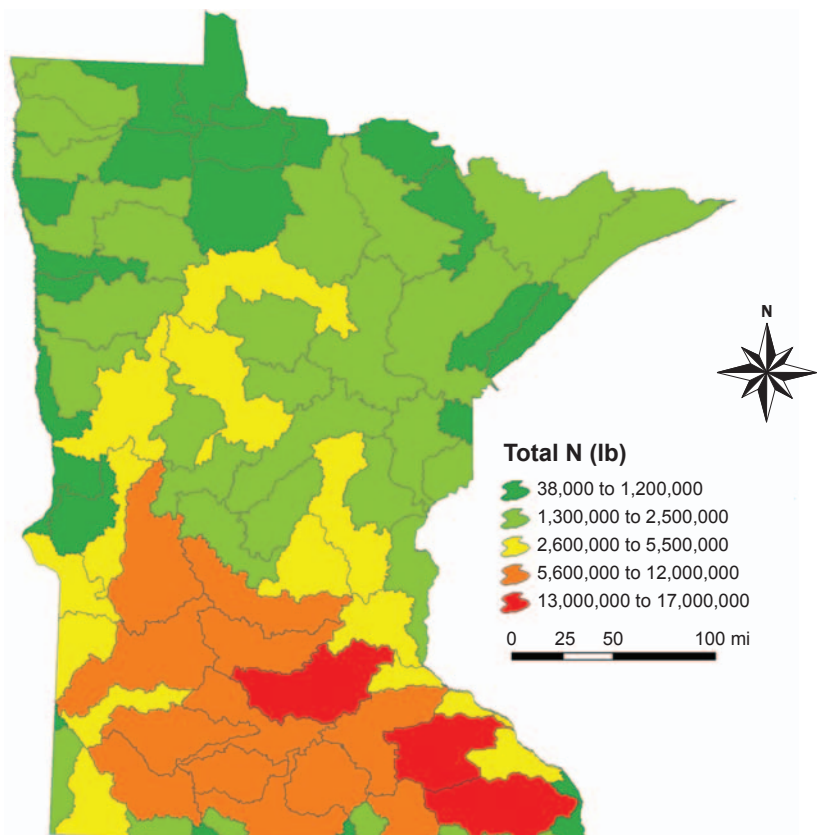 N
Total N (lb)
38,000 to 1,200,000
1,300,000 to 2,500,000
2,600,000 to 5,500,000
5,600,000 to 12,000,000
13,000,000 to 17,000,000
0 25 50 100 mi